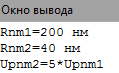 Окно вывода
Rnm1=200 нм
Rnm2=40 нм
Upnm2=5*Upnm1